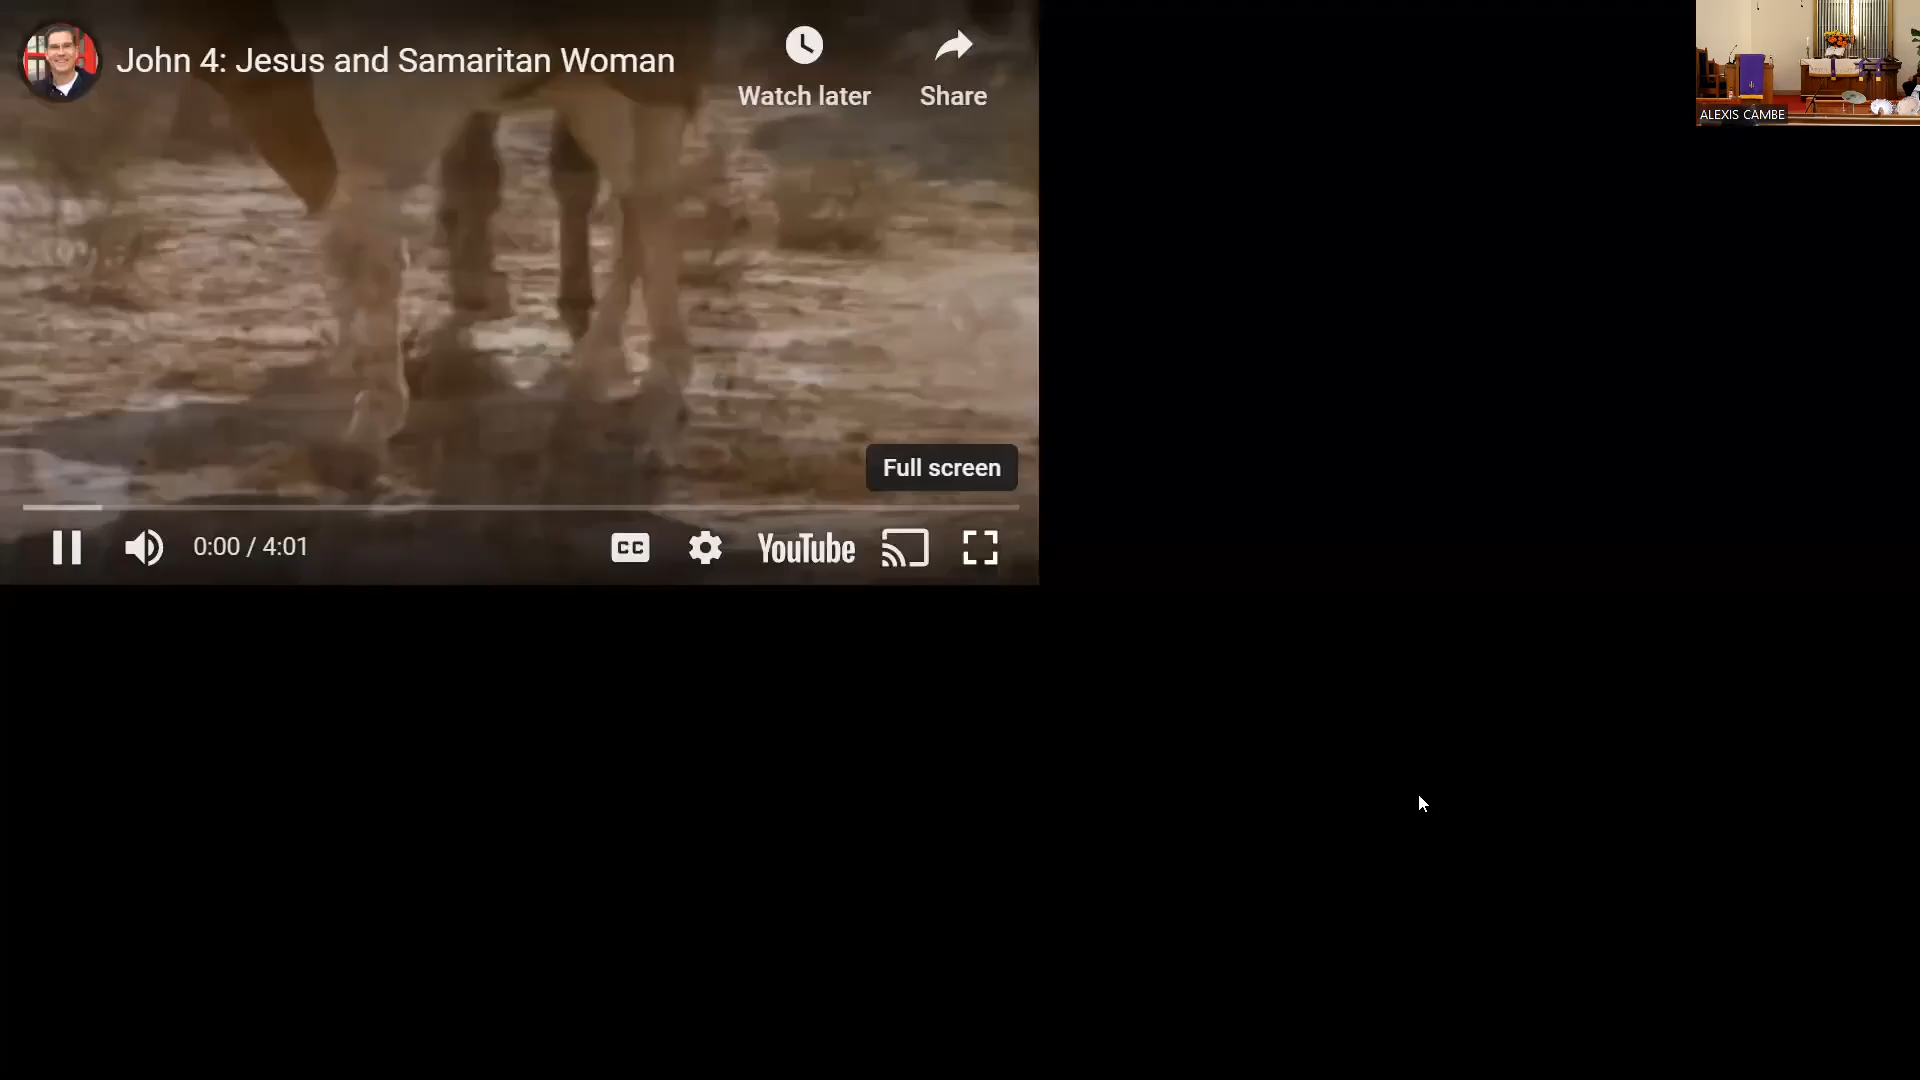 John 4: Jesus and Samaritan Woman
Watch later
Share
ALEXIS CAMBE
Full screen
0:00 / 4:01
CC
YouTube